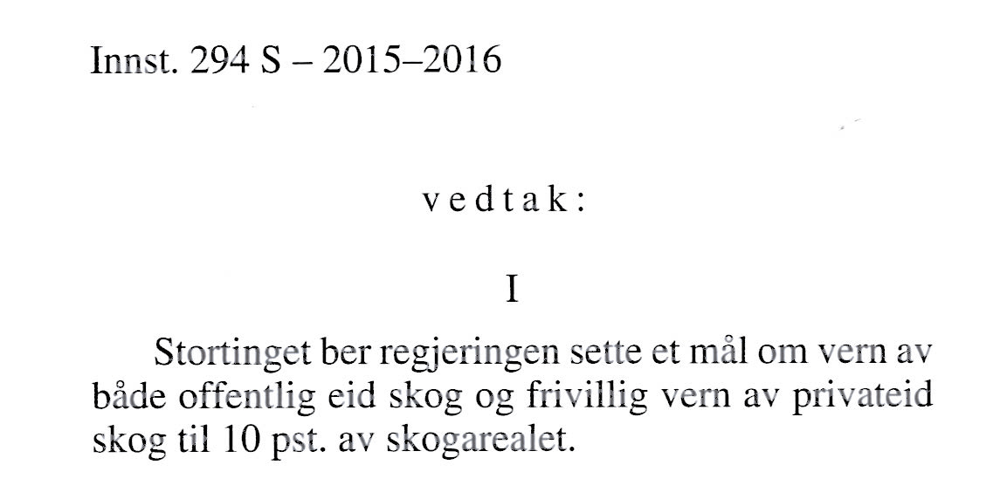 Innst. 294 S – 2015–2016
vedtak:
I
Stortinget ber regjeringen sette et mål om vern av
både offentlig eid skog og frivillig vern av privateid
skog til 10 pst. av skogarealet.